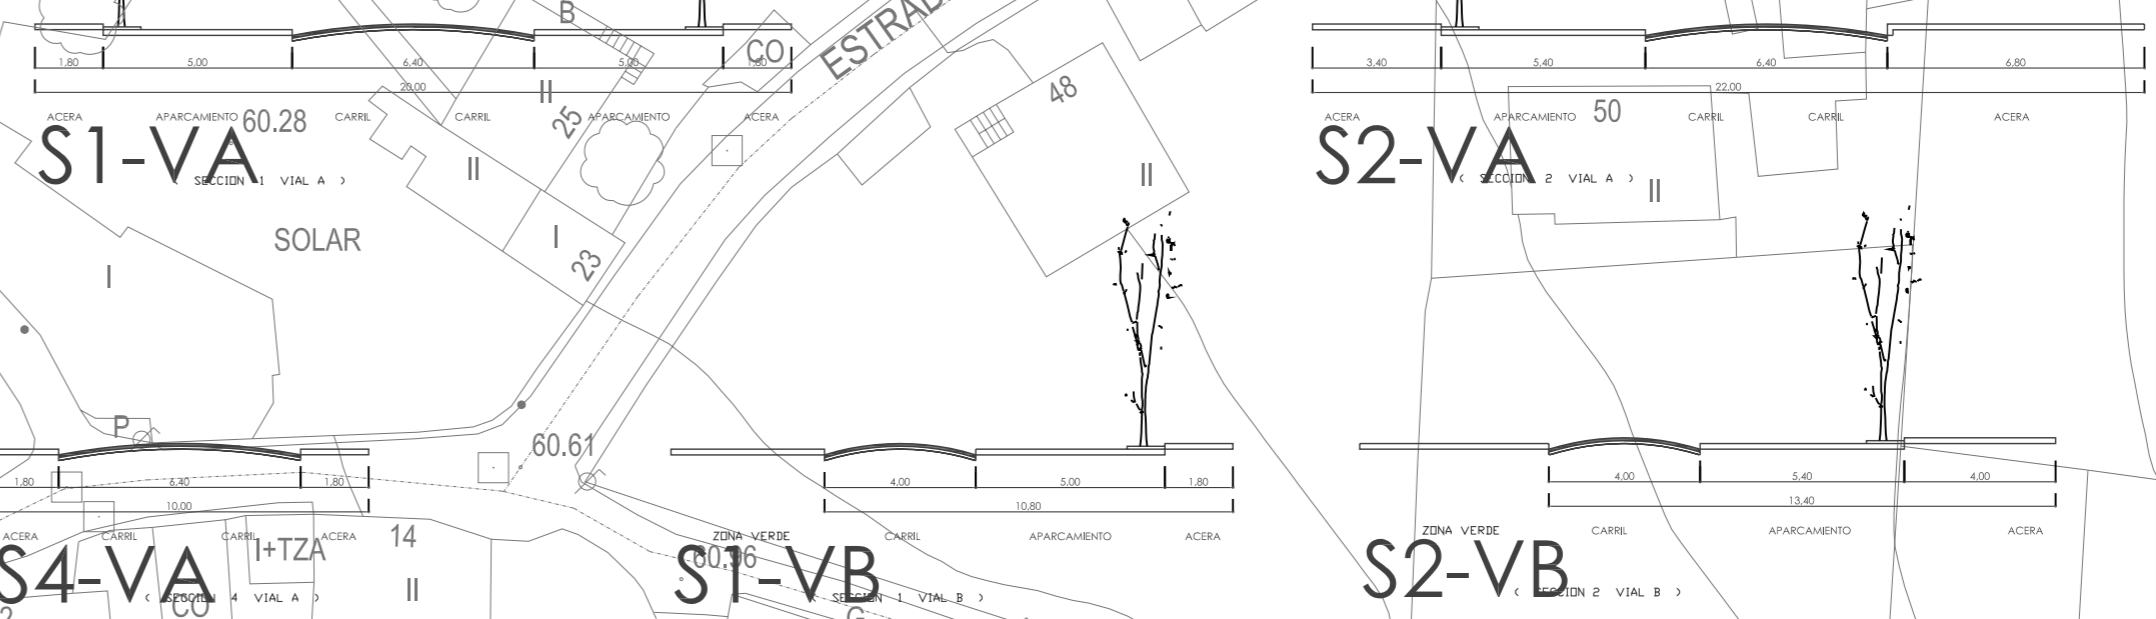 B
CO
ESTRAD
1,80 5,00 6,40 5,00 1,80
20,00
II
ACERA APARCAMIENTO CARRIL CARRIL APARCAMIENTO ACERA
60.28
25
48
S1-VA
( SECCION 1 VIAL A )
II
II
SOLAR
I
23
I
3,40 5,40 6,40 6,80
22,00
ACERA APARCAMIENTO CARRIL CARRIL ACERA
50
S2-VA
( SECCION 2 VIAL A )
II
P
60.61
1,80 6,40 1,80
10,00
ACERA CARRIL CARRIL ACERA
I+TZA
14
S4-VA
( SECCION 4 VIAL A )
CO
II
4,00 5,00 1,80
10,80
ZONA VERDE CARRIL APARCAMIENTO ACERA
60.96
S1-VB
( SECCION 1 VIAL B )
4,00 5,40 4,00
13,40
ZONA VERDE CARRIL APARCAMIENTO ACERA
S2-VB
( SECCION 2 VIAL B )